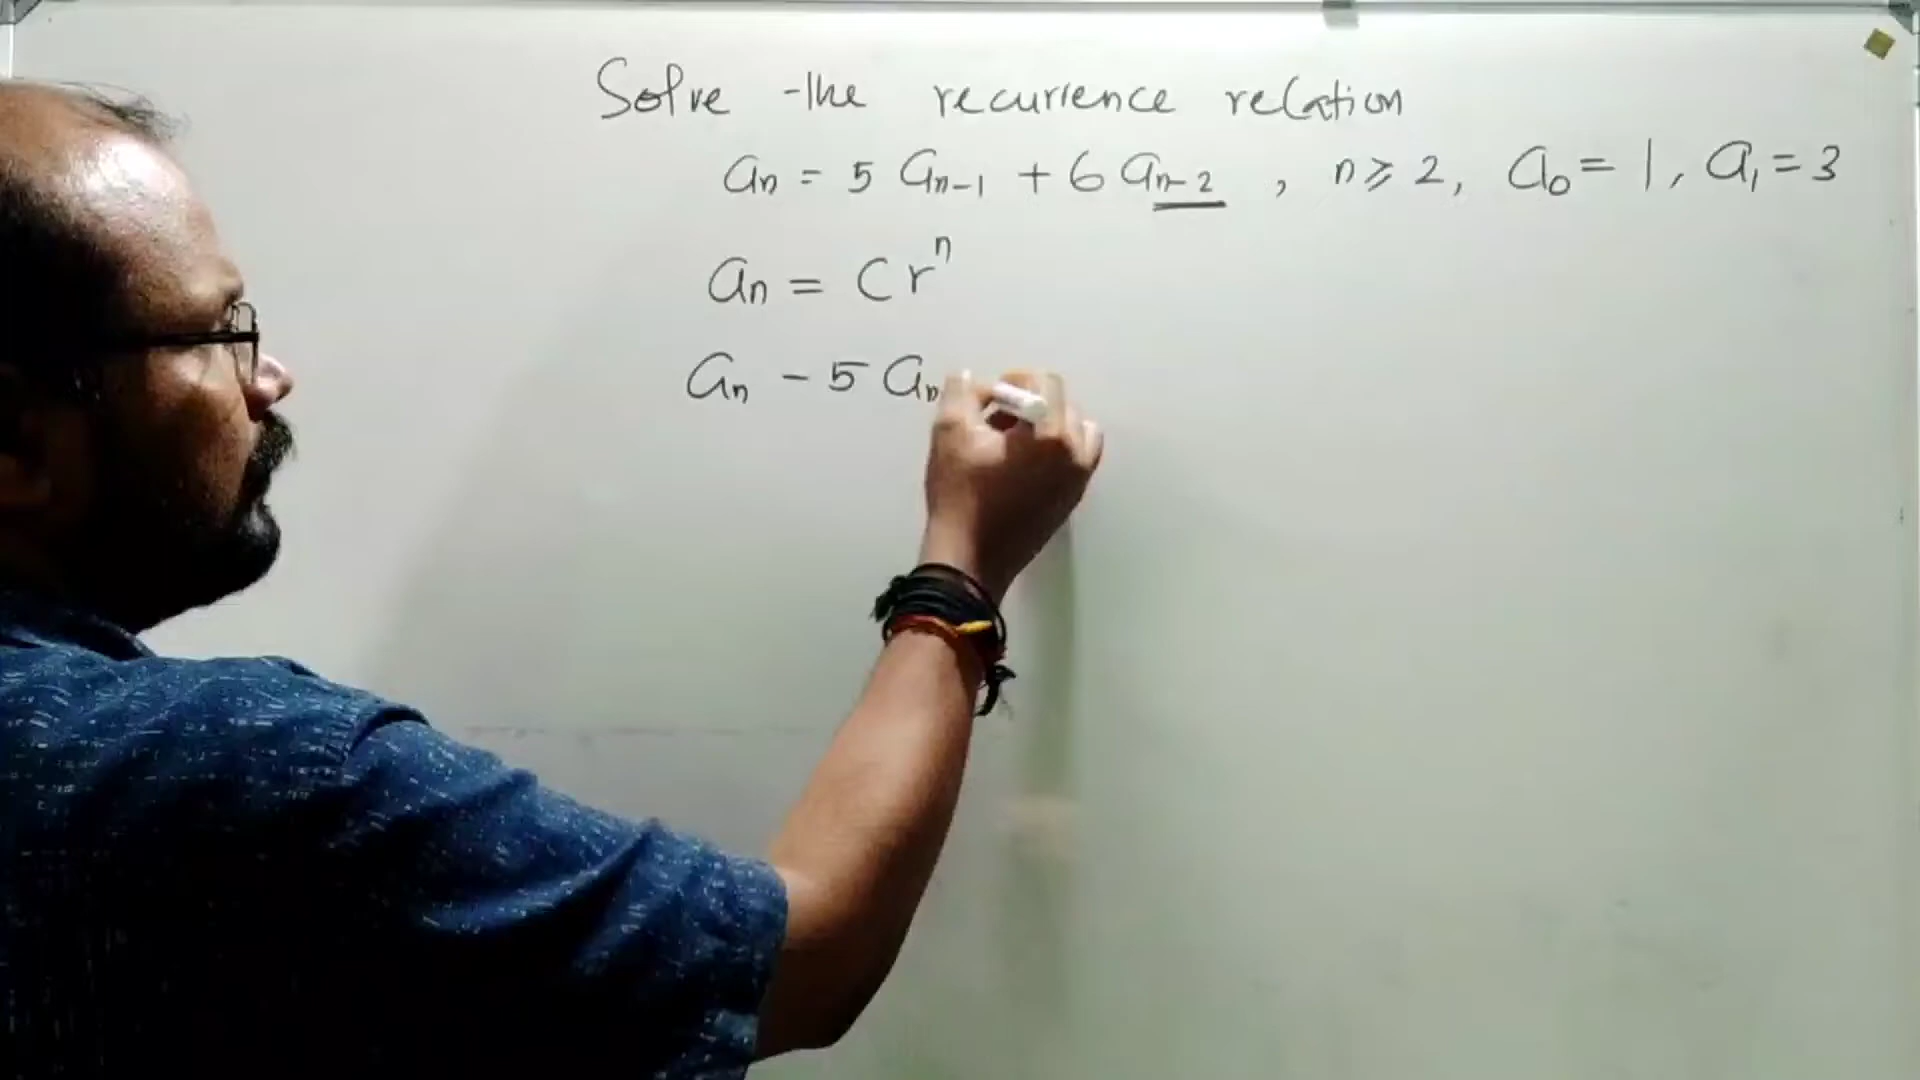 Solve the recurrence relation
aₙ = 5 aₙ₋₁ + 6 aₙ₋₂ , n ≥ 2, a₀ = 1, a₁ = 3
aₙ = C rⁿ
aₙ - 5 aₙ